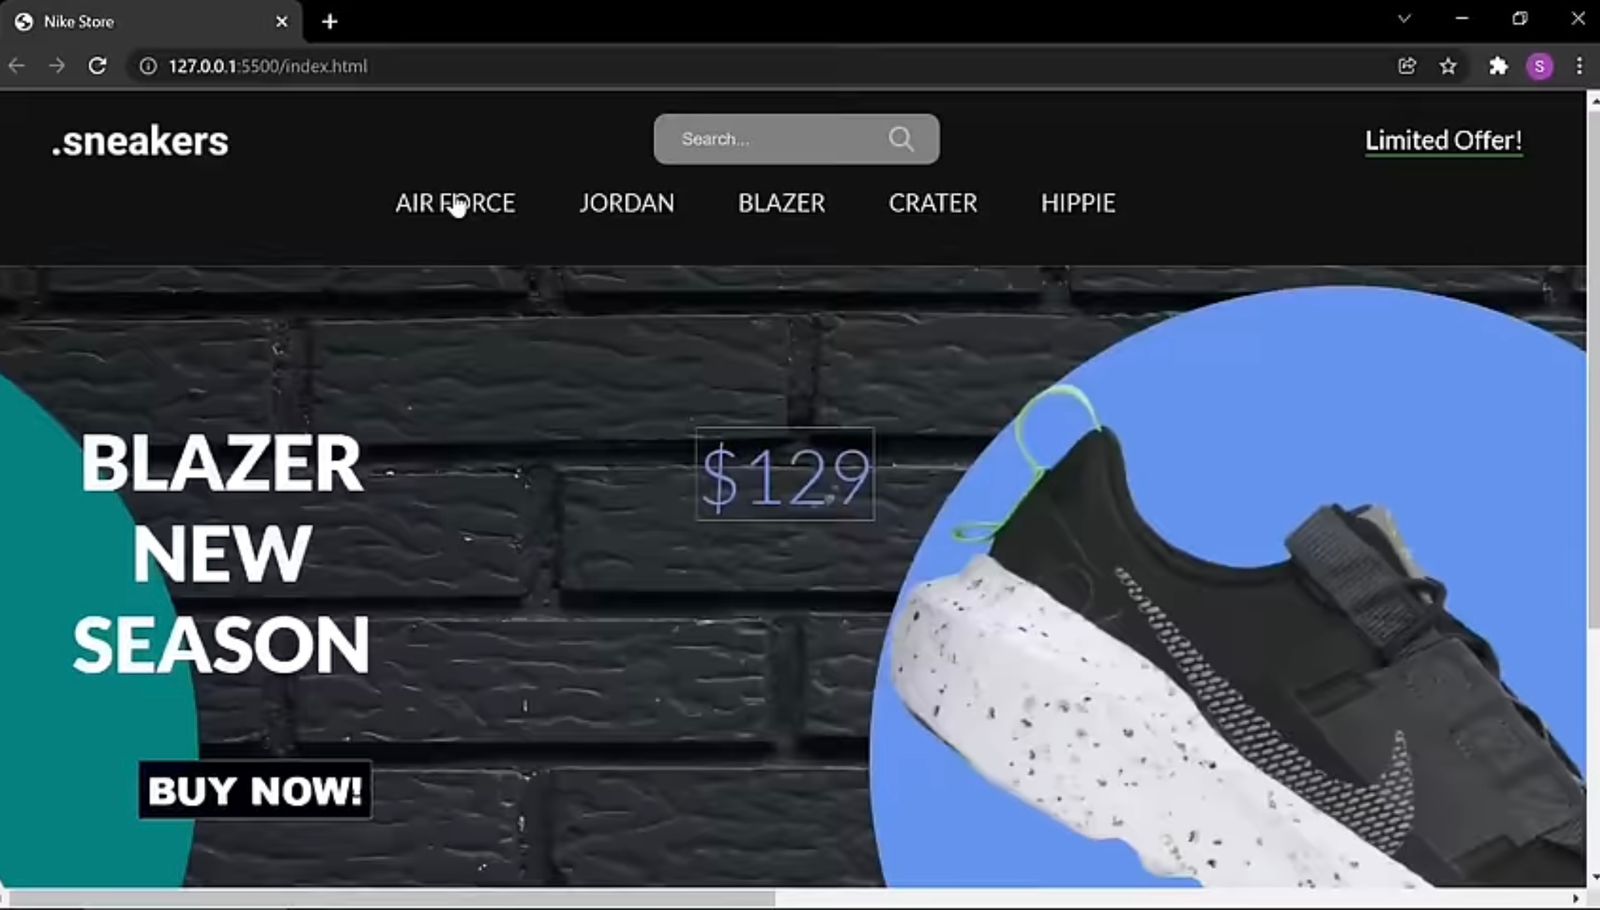 Nike Store
127.0.0.1:5500/index.html
S
.sneakers
Search...
Limited Offer!
AIR FORCE
JORDAN
BLAZER
CRATER
HIPPIE
BLAZER
NEW
SEASON
$129
BUY NOW!